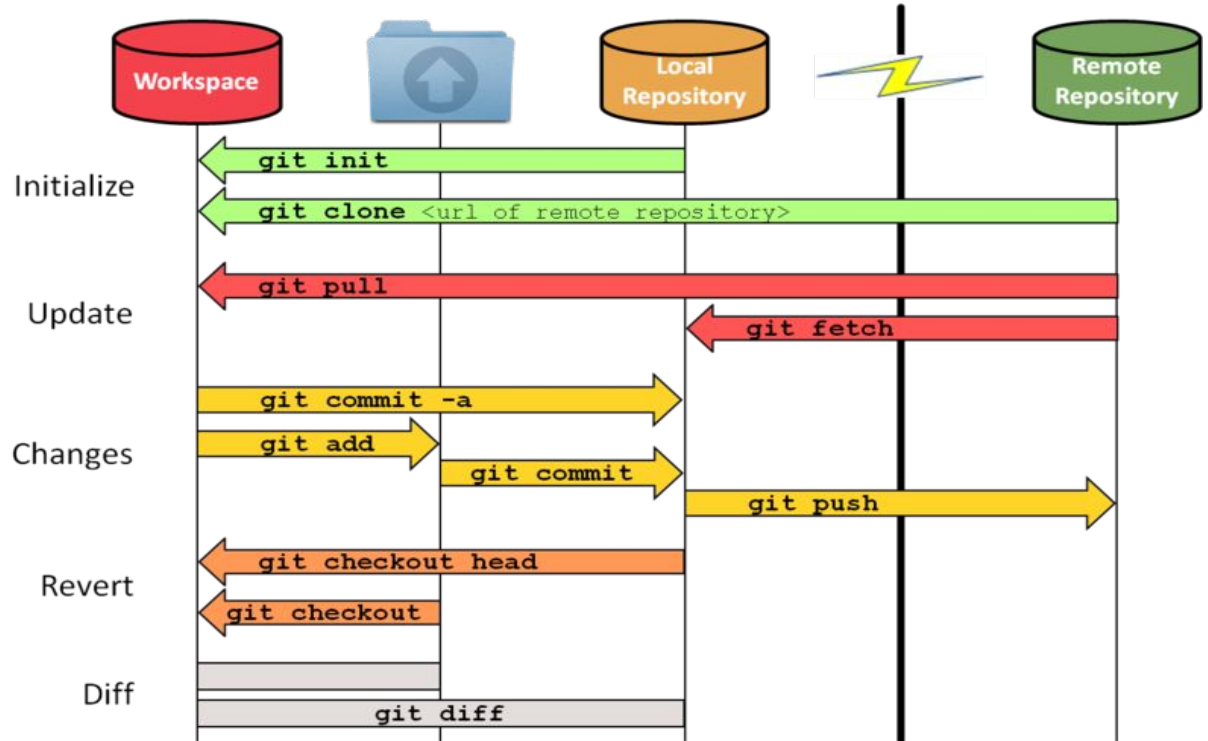 Workspace
Local
Repository
Remote
Repository
Initialize
git init
git clone <url of remote repository>
Update
git pull
git fetch
Changes
git commit -a
git add
git commit
git push
Revert
git checkout head
git checkout
Diff
git diff